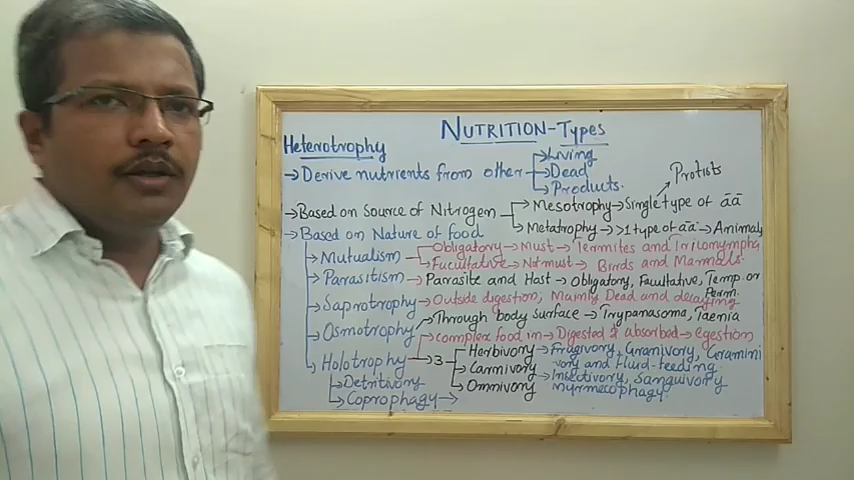 NUTRITION-Types
Heterotrophy
→Derive nutrients from other →Living
→Dead
→Products.
Protists
→Based on Source of Nitrogen →Mesotrophy→Single type of āā
→Metatrophy→>1 type of āā→Animals
→Based on Nature of food
→Mutualism Obligatory→Must→Termites and Trionympha
→Facultative→Not must→ Birds and Mammals.
→Parasitism→Parasite and Host→Obligatory, Facultative, Temp. or Perm.
→Saprotrophy→Outside digestion, Mainly Dead and decaying
→Osmotrophy →Through body Surface→Trypanasoma, Taenia
→complex food in→Digested & absorbed→egestion
→Holotrophy→3 →Herbivory→Frugivory, Granivory, Gramini
vory and Fluid-feeding
→Carnivory →Insectivory, Sanguivory
→Omnivory Myrmecophagy.
→Detritivory
→Coprophagy→